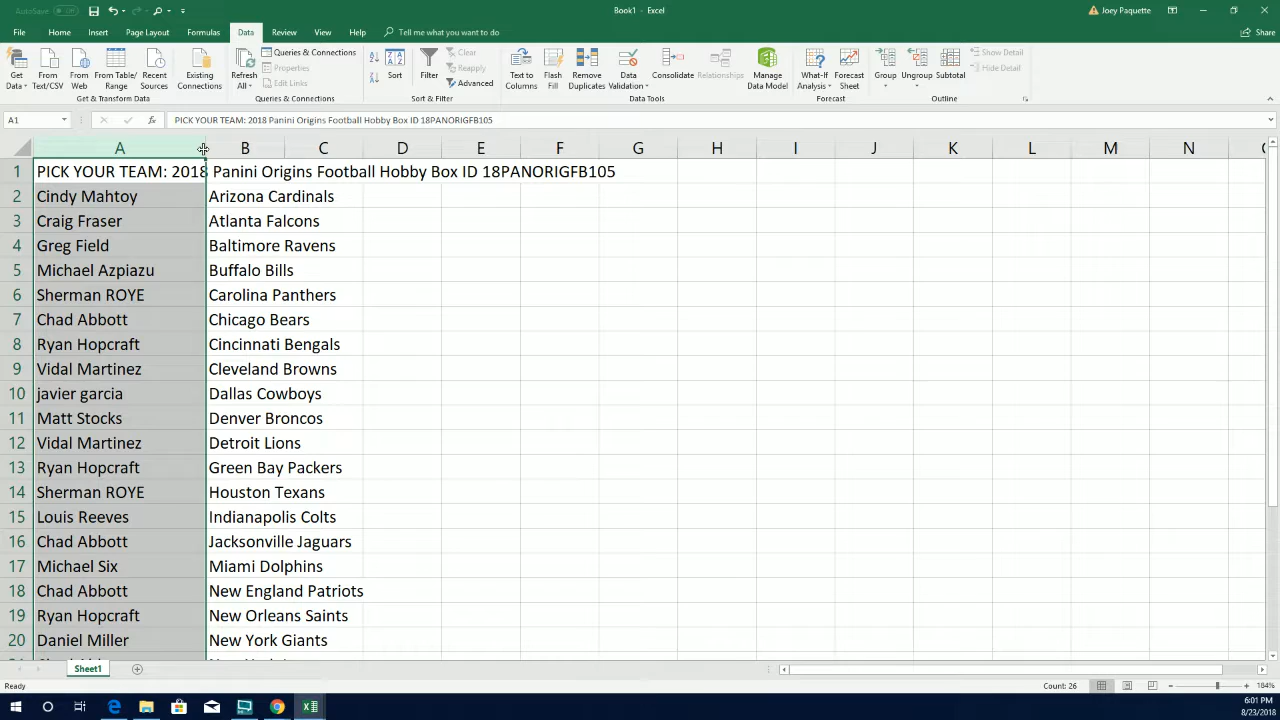 AutoSave Off
Book1 - Excel
Joey Paquette
File Home Insert Page Layout Formulas Data Review View Help Tell me what you want to do
Share
Get Data From Text/CSV From Web From Table/Range Recent Sources Existing Connections
Get & Transform Data
Refresh All Queries & Connections Properties Edit Links
Queries & Connections
Sort Filter Clear Reapply Advanced
Sort & Filter
Text to Columns Flash Fill Remove Duplicates Data Validation Consolidate Relationships Manage Data Model
Data Tools
What-If Analysis Forecast Sheet
Forecast
Group Ungroup Subtotal Show Detail Hide Detail
Outline
A1 fx PICK YOUR TEAM: 2018 Panini Origins Football Hobby Box ID 18PANORIGFB105
A B C D E F G H I J K L M N
1 PICK YOUR TEAM: 2018 Panini Origins Football Hobby Box ID 18PANORIGFB105
2 Cindy Mahtoy Arizona Cardinals
3 Craig Fraser Atlanta Falcons
4 Greg Field Baltimore Ravens
5 Michael Azpiazu Buffalo Bills
6 Sherman ROYE Carolina Panthers
7 Chad Abbott Chicago Bears
8 Ryan Hopcraft Cincinnati Bengals
9 Vidal Martinez Cleveland Browns
10 javier garcia Dallas Cowboys
11 Matt Stocks Denver Broncos
12 Vidal Martinez Detroit Lions
13 Ryan Hopcraft Green Bay Packers
14 Sherman ROYE Houston Texans
15 Louis Reeves Indianapolis Colts
16 Chad Abbott Jacksonville Jaguars
17 Michael Six Miami Dolphins
18 Chad Abbott New England Patriots
19 Ryan Hopcraft New Orleans Saints
20 Daniel Miller New York Giants
Sheet1
Ready
Count: 26
184%
6:01 PM
8/23/2018